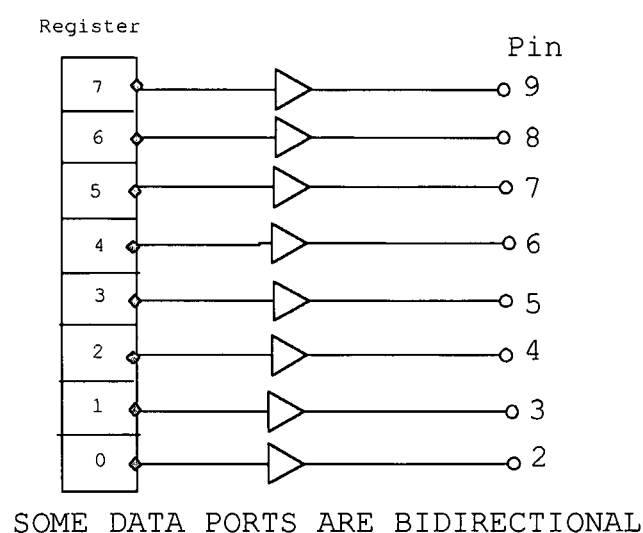 Register
Pin
7 9
6 8
5 7
4 6
3 5
2 4
1 3
0 2
SOME DATA PORTS ARE BIDIRECTIONAL